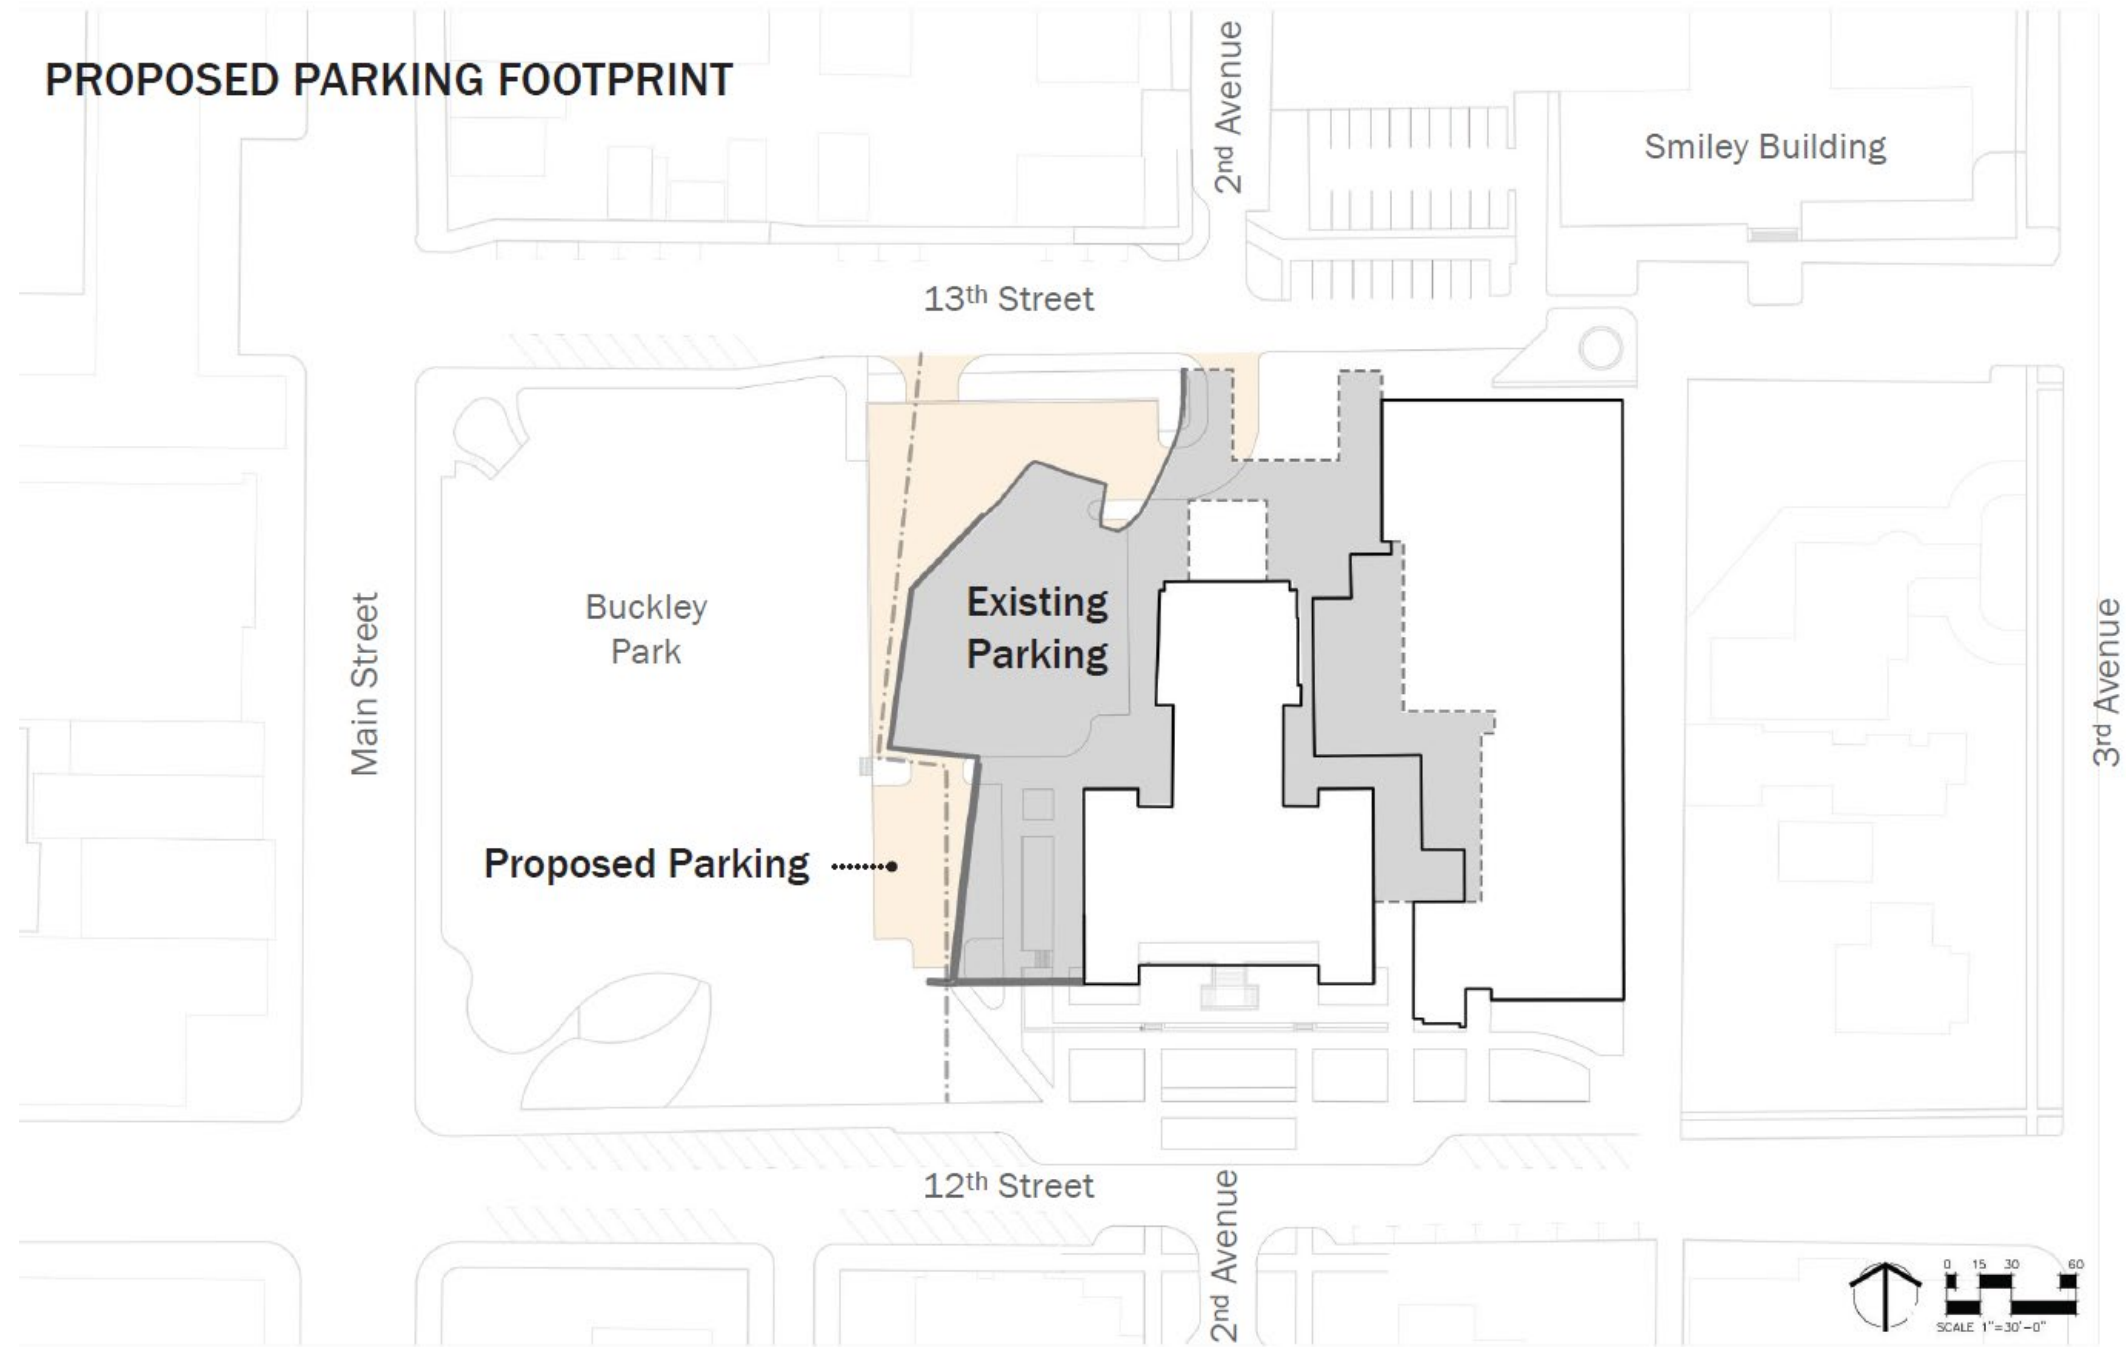 PROPOSED PARKING FOOTPRINT
2nd Avenue
Smiley Building
13th Street
Existing
Parking
Buckley
Park
Main Street
3rd Avenue
Proposed Parking
12th Street
2nd Avenue
0 15 30 60
SCALE 1"=30'-0"